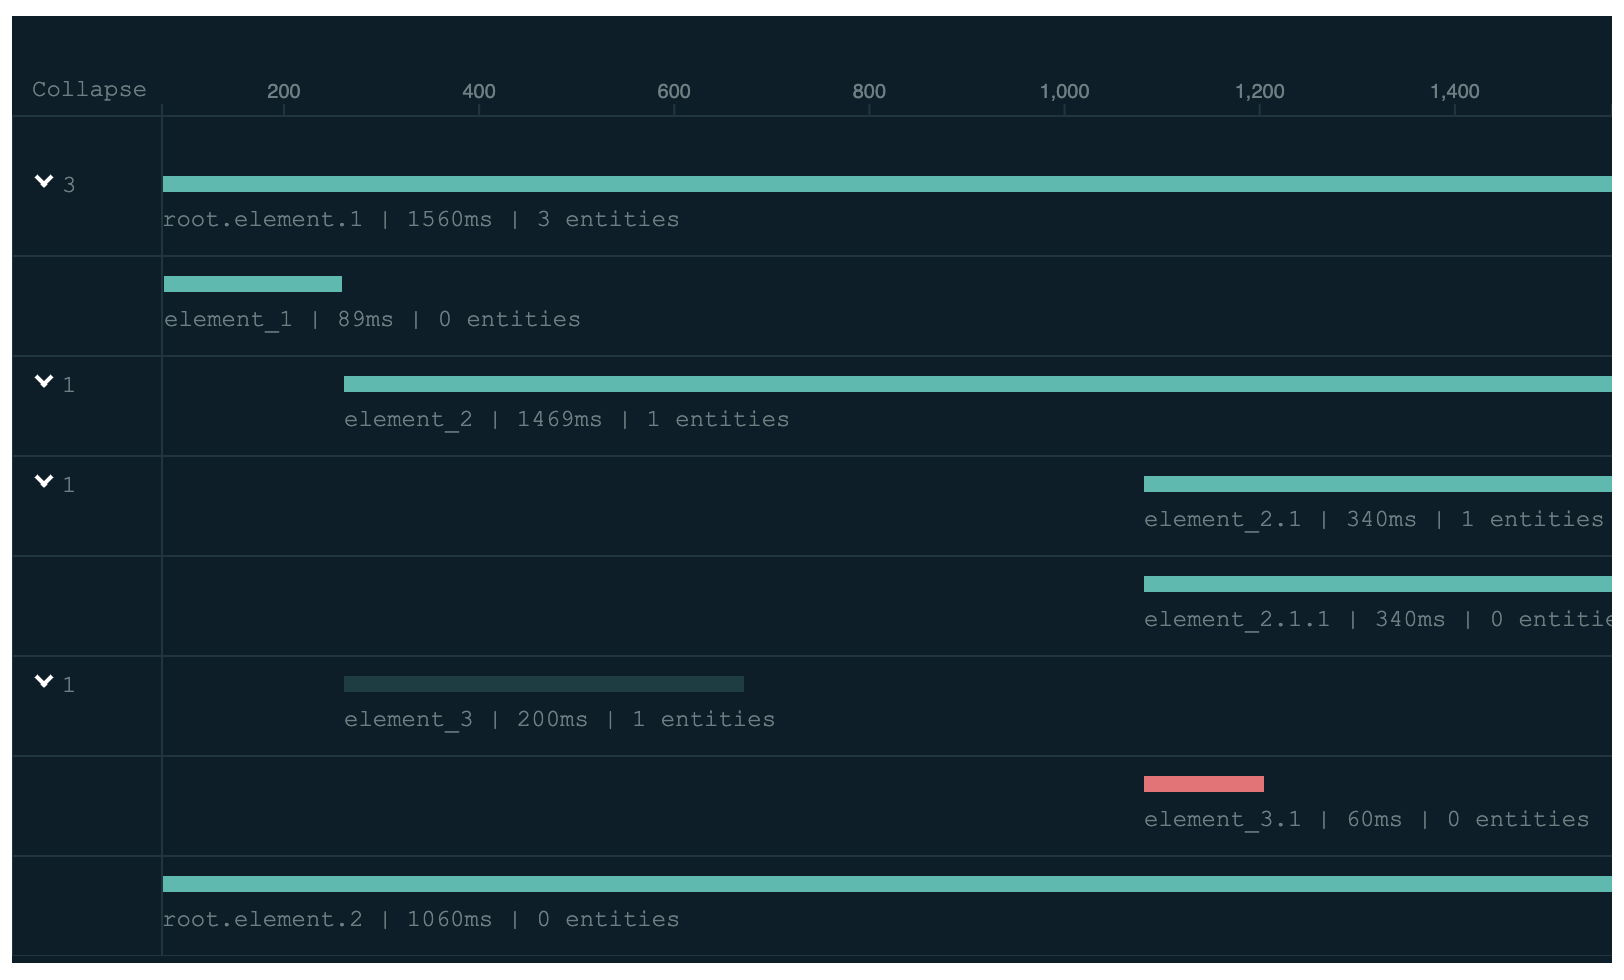 Collapse 200 400 600 800 1,000 1,200 1,400
3
root.element.1 | 1560ms | 3 entities
element_1 | 89ms | 0 entities
1
element_2 | 1469ms | 1 entities
1
element_2.1 | 340ms | 1 entities
element_2.1.1 | 340ms | 0 entitie
1
element_3 | 200ms | 1 entities
element_3.1 | 60ms | 0 entities
root.element.2 | 1060ms | 0 entities